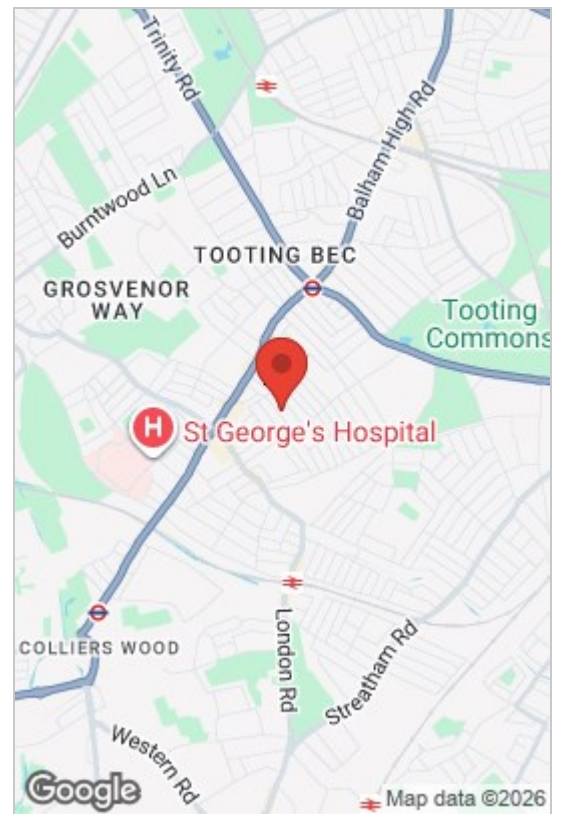 Trinity Rd
Balham High Rd
Burntwood Ln
TOOTING BEC
GROSVENOR
WAY
Tooting
Commons
H
St George's Hospital
London Rd
COLLIERS WOOD
Streatham Rd
Western Rd
Google
Map data ©2026